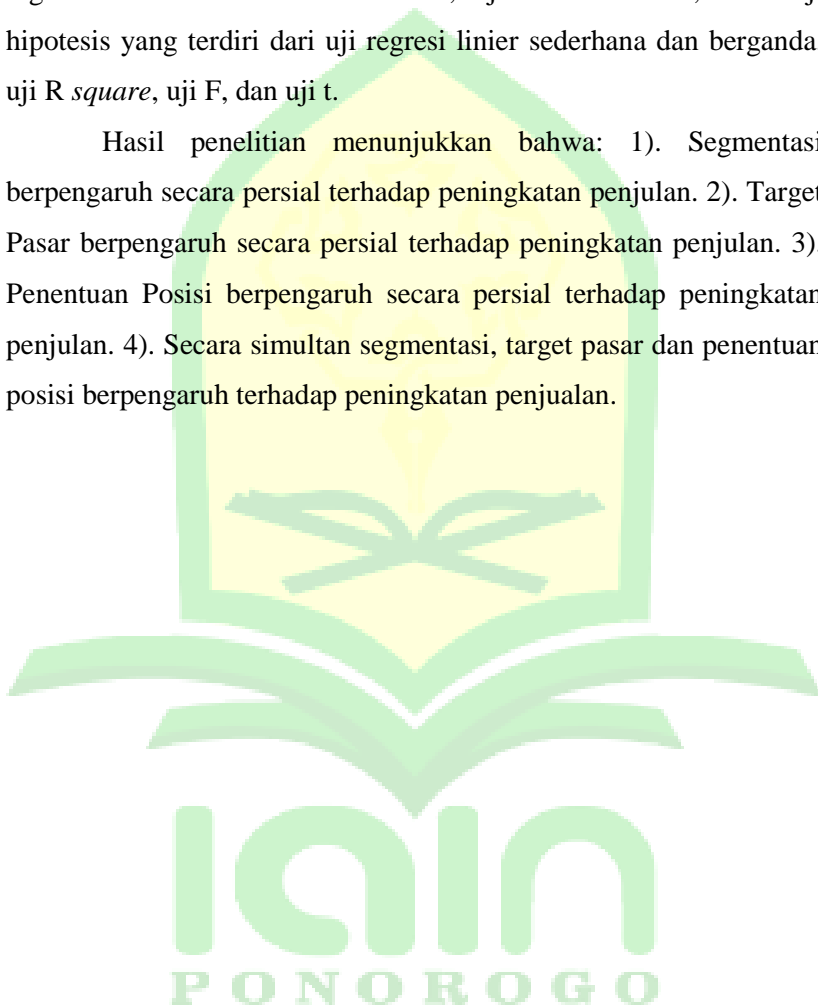 hipotesis yang terdiri dari uji regresi linier sederhana dan berganda
uji R square, uji F, dan uji t.
Hasil penelitian menunjukkan bahwa: 1). Segmentasi
berpengaruh secara persial terhadap peningkatan penjulan. 2). Target
Pasar berpengaruh secara persial terhadap peningkatan penjulan. 3).
Penentuan Posisi berpengaruh secara persial terhadap peningkatan
penjulan. 4). Secara simultan segmentasi, target pasar dan penentuan
posisi berpengaruh terhadap peningkatan penjualan.
iain
PONOROGO